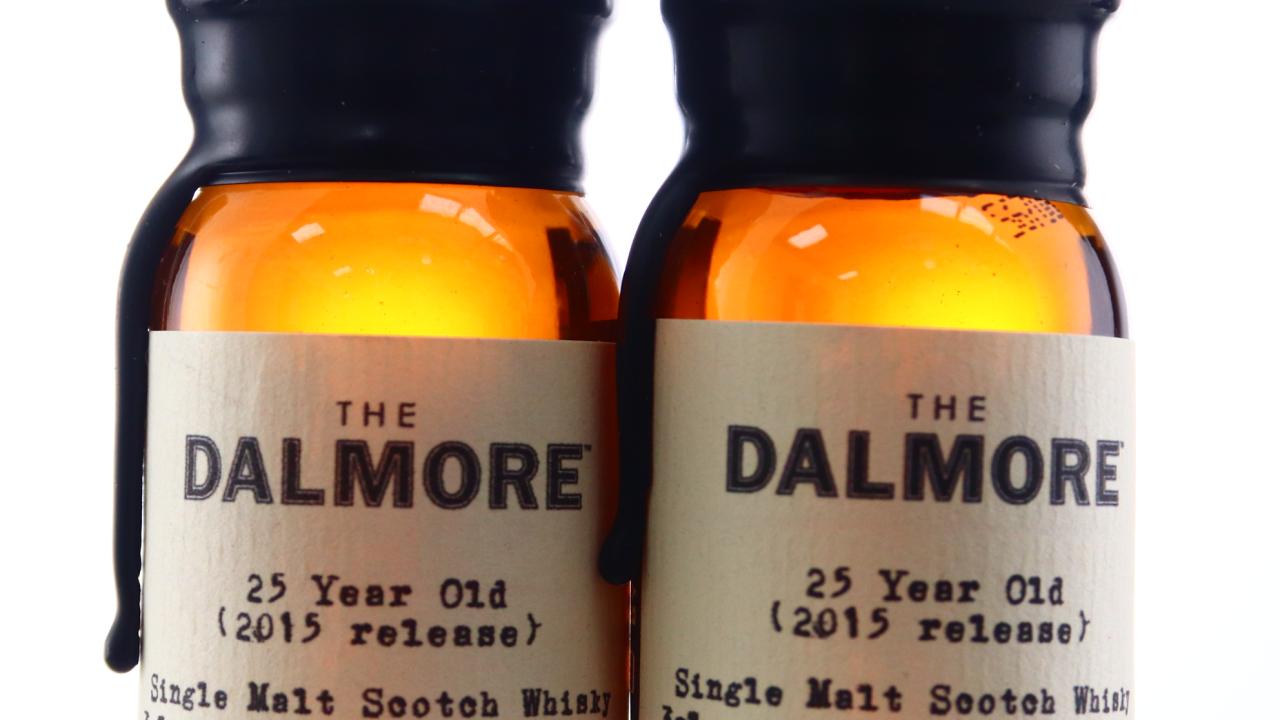 THE
DALMORE™
25 Year Old
(2015 release)
Single Malt Scotch Whisky
THE
DALMORE
25 Year Old
(2015 release)
Single Malt Scotch Whisky